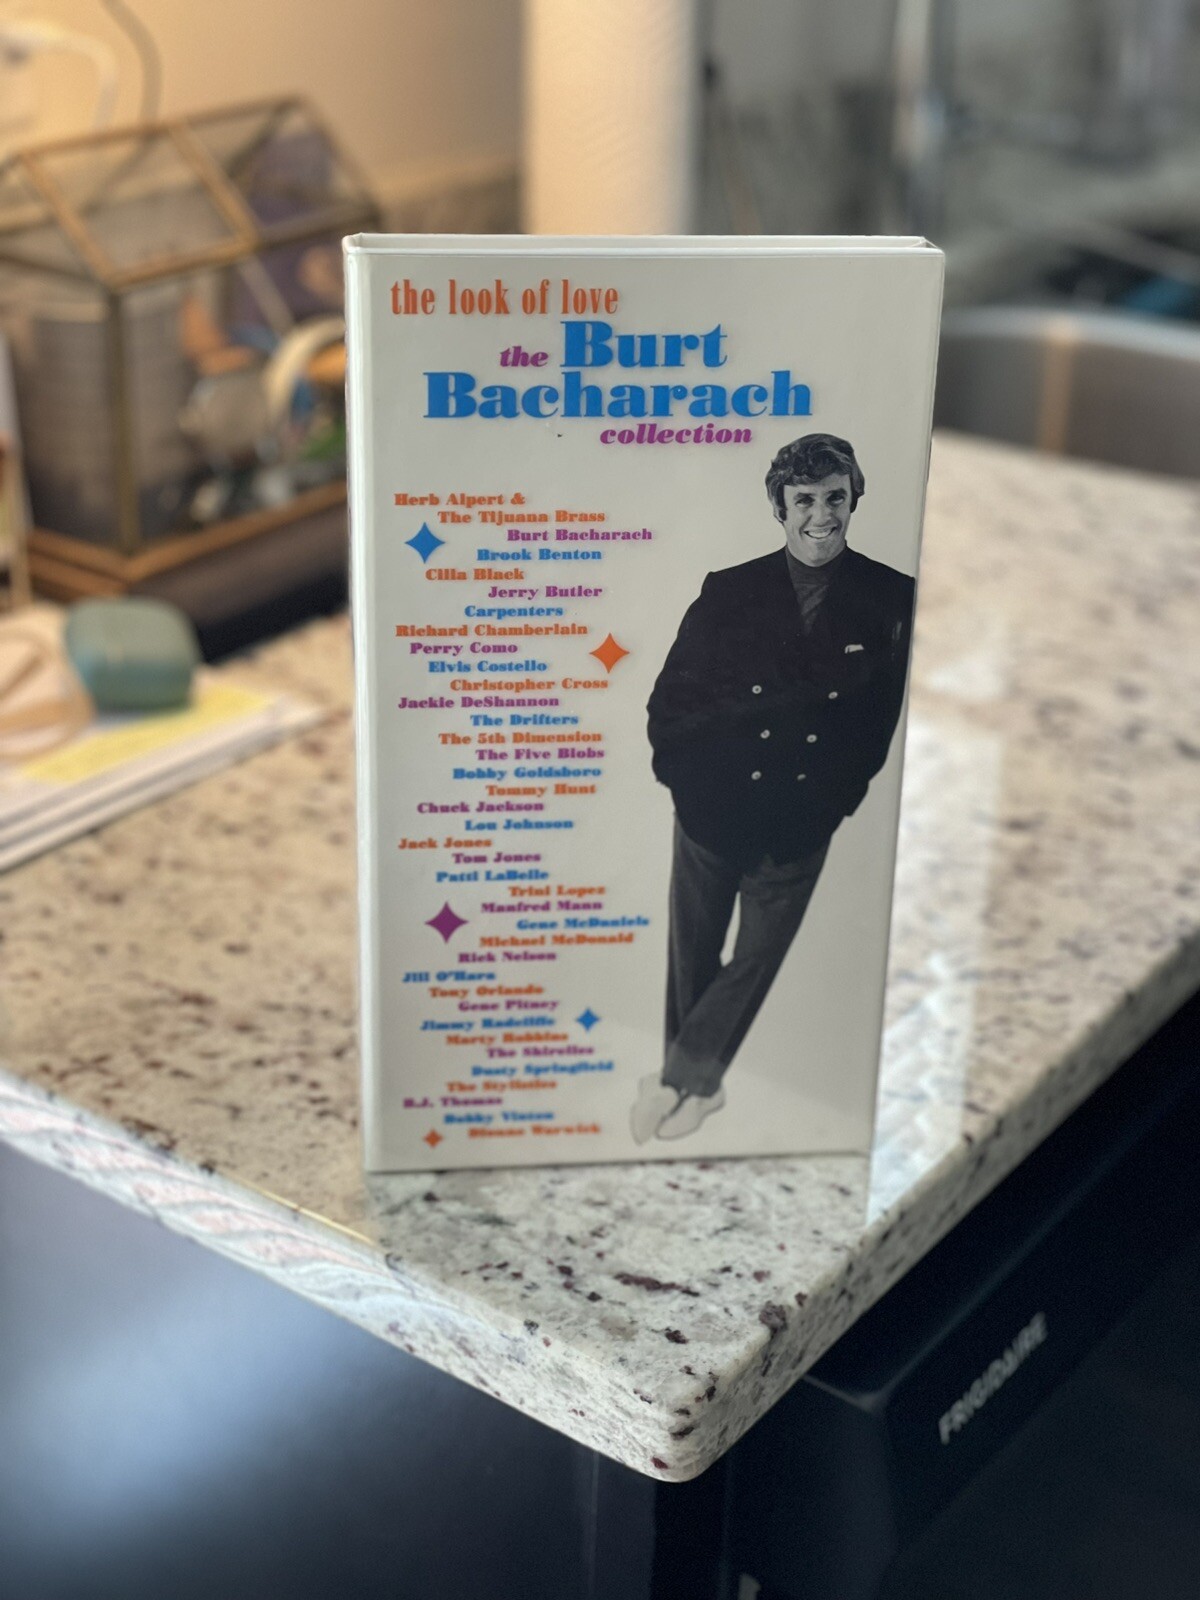 the look of love
the Burt
Bacharach
collection
Herb Alpert &
The Tijuana Brass
Burt Bacharach
Brook Benton
Cilla Black
Jerry Butler
Carpenters
Richard Chamberlain
Perry Como
Elvis Costello
Christopher Cross
Jackie DeShannon
The Drifters
The 5th Dimension
The Five Blobs
Bobby Goldsboro
Tommy Hunt
Chuck Jackson
Lou Johnson
Jack Jones
Tom Jones
Patti LaBelle
Trini Lopez
Manfred Mann
Gene McDaniels
Michael McDonald
Rick Nelson
Jill O'Hara
Tony Orlando
Gene Pitney
Jimmy Radcliffe
Marty Robbins
The Shirelles
Dusty Springfield
The Stylistics
B.J. Thomas
Bobby Vinton
Dionne Warwick
FRIGIDAIRE